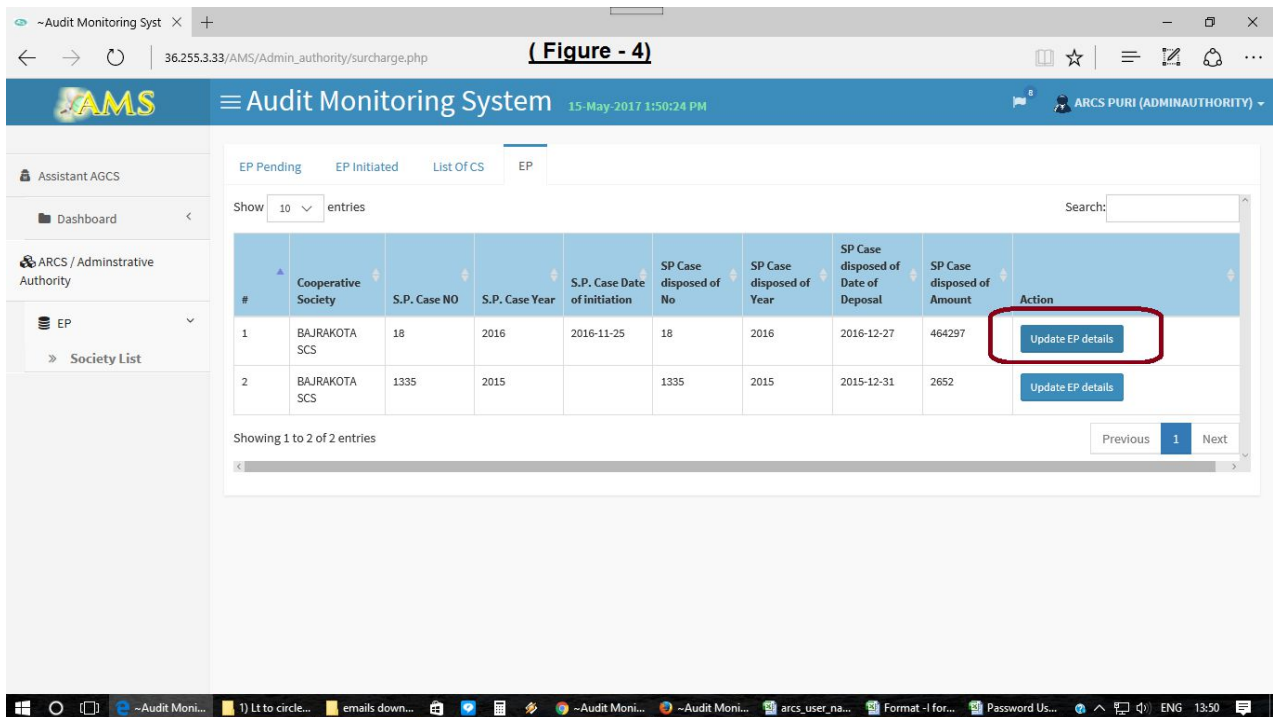 ~Audit Monitoring Syst
36.255.3.33/AMS/Admin_authority/surcharge.php
( Figure - 4)
AMS
Audit Monitoring System 15-May-2017 1:50:24 PM
8
ARCS PURI (ADMINAUTHORITY)
Assistant AGCS
Dashboard
ARCS / Adminstrative
Authority
EP
» Society List
EP Pending EP Initiated List Of CS EP
Show 10 entries
Search:
# Cooperative Society S.P. Case NO S.P. Case Year S.P. Case Date of initiation SP Case disposed of No SP Case disposed of Year SP Case disposed of Date of Deposal SP Case disposed of Amount Action
1 BAJRAKOTA SCS 18 2016 2016-11-25 18 2016 2016-12-27 464297 Update EP details
2 BAJRAKOTA SCS 1335 2015 1335 2015 2015-12-31 2652 Update EP details
Showing 1 to 2 of 2 entries
Previous 1 Next
~Audit Moni... 1) Lt to circle... emails down... ~Audit Moni... ~Audit Moni... arcs_user_na... Format -I for... Password Us... ENG 13:50